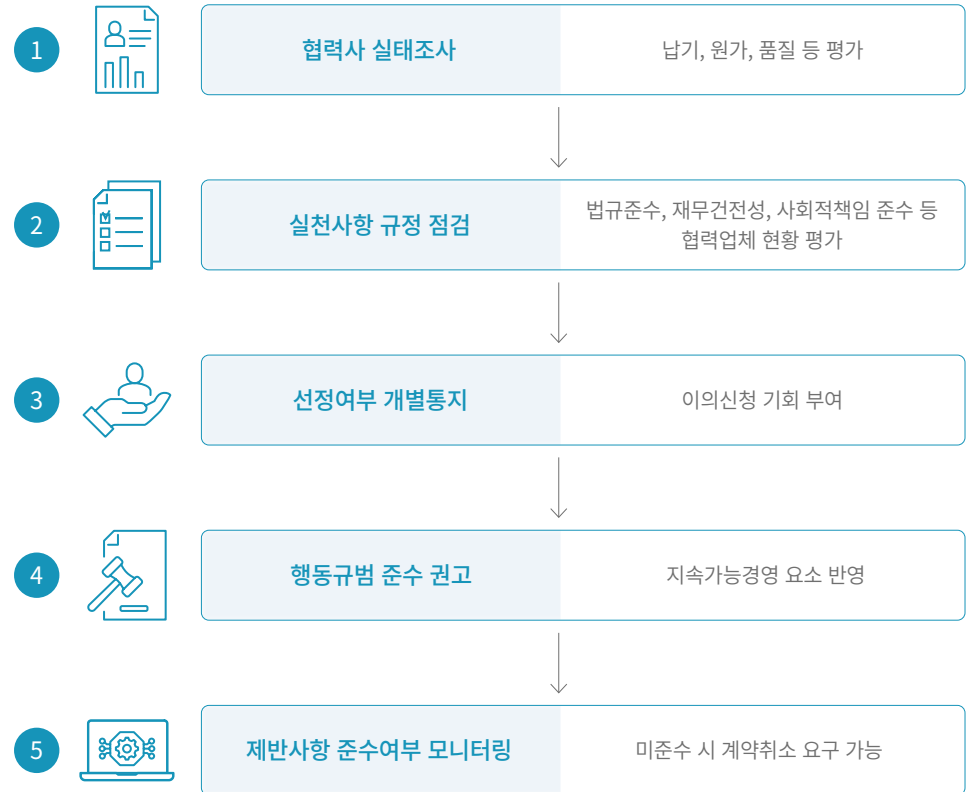 1
협력사 실태조사
납기, 원가, 품질 등 평가
2
실천사항 규정 점검
법규준수, 재무건전성, 사회적책임 준수 등
협력업체 현황 평가
3
선정여부 개별통지
이의신청 기회 부여
4
행동규범 준수 권고
지속가능경영 요소 반영
5
제반사항 준수여부 모니터링
미준수 시 계약취소 요구 가능